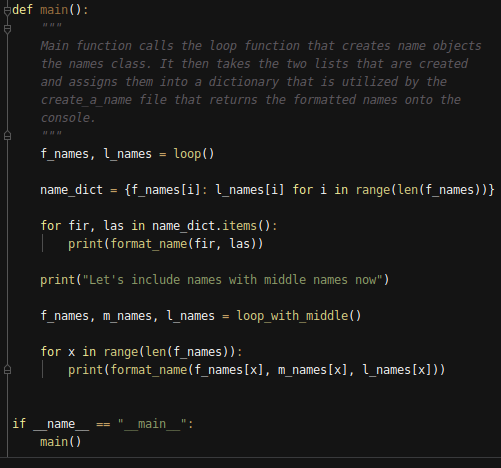 def main():
    """
    Main function calls the loop function that creates name objects
    the names class. It then takes the two lists that are created
    and assigns them into a dictionary that is utilized by the
    create_a_name file that returns the formatted names onto the
    console.
    """
    f_names, l_names = loop()

    name_dict = {f_names[i]: l_names[i] for i in range(len(f_names))}

    for fir, las in name_dict.items():
        print(format_name(fir, las))

    print("Let's include names with middle names now")

    f_names, m_names, l_names = loop_with_middle()

    for x in range(len(f_names)):
        print(format_name(f_names[x], m_names[x], l_names[x]))


if __name__ == "__main__":
    main()